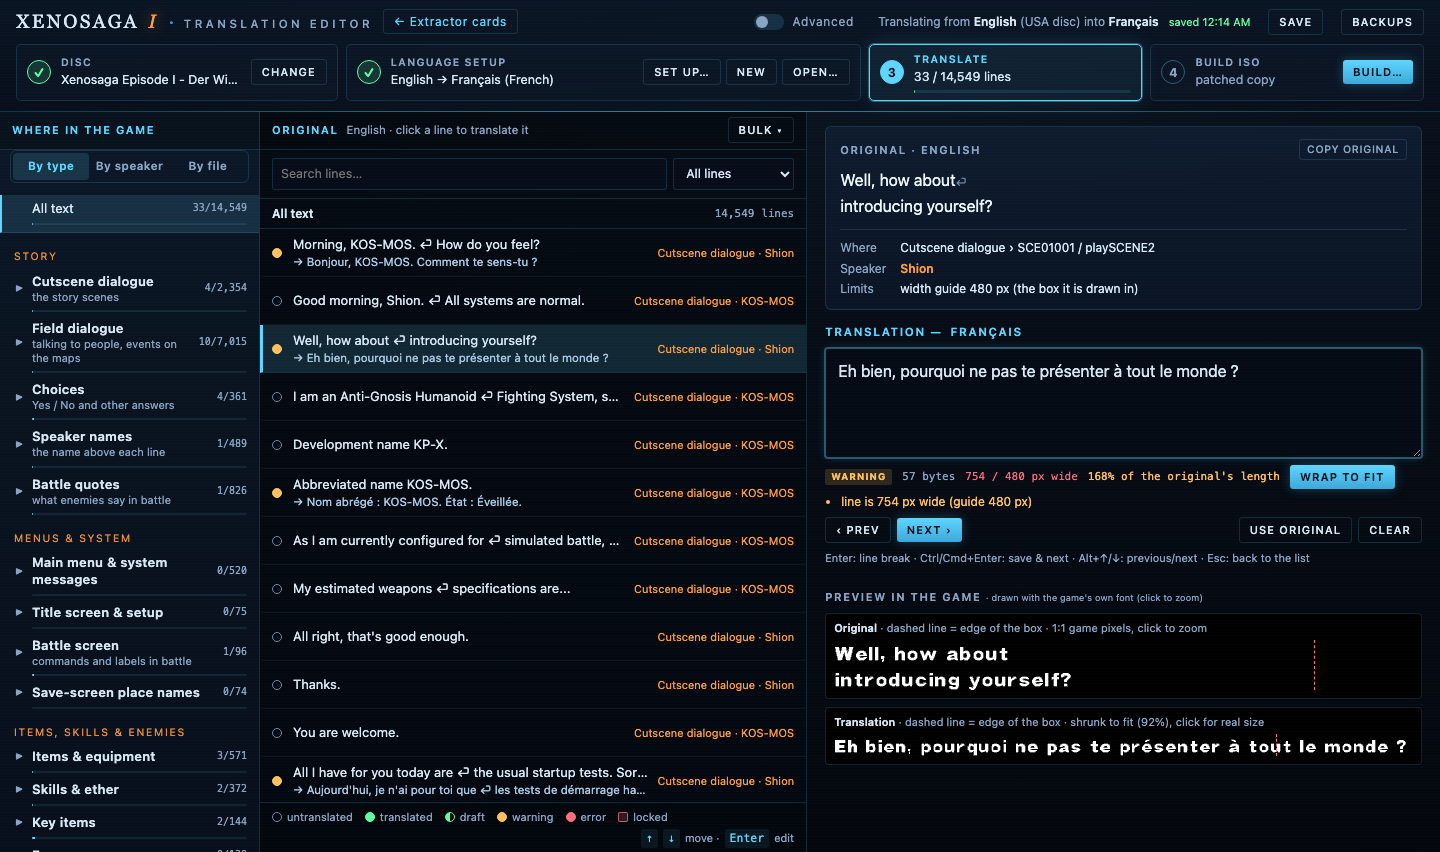 XENOSAGA I · TRANSLATION EDITOR
← Extractor cards
Advanced
Translating from English (USA disc) into Français
saved 12:14 AM
SAVE
BACKUPS
DISC
Xenosaga Episode I - Der Wi...
CHANGE
LANGUAGE SETUP
English → Français (French)
SET UP...
NEW
OPEN...
3
TRANSLATE
33 / 14,549 lines
4
BUILD ISO
patched copy
BUILD...
WHERE IN THE GAME
By type
By speaker
By file
All text 33/14,549
STORY
Cutscene dialogue 4/2,354
the story scenes
Field dialogue 10/7,015
talking to people, events on
the maps
Choices 4/361
Yes / No and other answers
Speaker names 1/489
the name above each line
Battle quotes 1/826
what enemies say in battle
MENUS & SYSTEM
Main menu & system
messages 0/520
Title screen & setup 0/75
Battle screen 1/96
commands and labels in battle
Save-screen place names 0/74
ITEMS, SKILLS & ENEMIES
Items & equipment 3/571
Skills & ether 2/372
Key items 2/144
ORIGINAL English · click a line to translate it
BULK ▾
Search lines...
All lines
All text 14,549 lines
Morning, KOS-MOS. ⏎ How do you feel?
→ Bonjour, KOS-MOS. Comment te sens-tu ?
Cutscene dialogue · Shion
Good morning, Shion. ⏎ All systems are normal.
Cutscene dialogue · KOS-MOS
Well, how about ⏎ introducing yourself?
→ Eh bien, pourquoi ne pas te présenter à tout le monde ?
Cutscene dialogue · Shion
I am an Anti-Gnosis Humanoid ⏎ Fighting System, s...
Cutscene dialogue · KOS-MOS
Development name KP-X.
Cutscene dialogue · KOS-MOS
Abbreviated name KOS-MOS.
→ Nom abrégé : KOS-MOS. État : Éveillée.
Cutscene dialogue · KOS-MOS
As I am currently configured for ⏎ simulated battle, ...
Cutscene dialogue · KOS-MOS
My estimated weapons ⏎ specifications are...
Cutscene dialogue · KOS-MOS
All right, that's good enough.
Cutscene dialogue · Shion
Thanks.
Cutscene dialogue · Shion
You are welcome.
Cutscene dialogue · KOS-MOS
All I have for you today are ⏎ the usual startup tests. Sor...
→ Aujourd'hui, je n'ai pour toi que ⏎ les tests de démarrage ha...
Cutscene dialogue · Shion
untranslated translated draft warning error locked
↑ ↓ move · Enter edit
ORIGINAL · ENGLISH
COPY ORIGINAL
Well, how about⏎
introducing yourself?
Where Cutscene dialogue › SCE01001 / playSCENE2
Speaker Shion
Limits width guide 480 px (the box it is drawn in)
TRANSLATION — FRANÇAIS
Eh bien, pourquoi ne pas te présenter à tout le monde ?
WARNING 57 bytes 754 / 480 px wide 168% of the original's length WRAP TO FIT
• line is 754 px wide (guide 480 px)
‹ PREV
NEXT ›
USE ORIGINAL
CLEAR
Enter: line break · Ctrl/Cmd+Enter: save & next · Alt+↑/↓: previous/next · Esc: back to the list
PREVIEW IN THE GAME · drawn with the game's own font (click to zoom)
Original · dashed line = edge of the box · 1:1 game pixels, click to zoom
Well, how about
introducing yourself?
Translation · dashed line = edge of the box · shrunk to fit (92%), click for real size
Eh bien, pourquoi ne pas te présenter à tout le monde ?